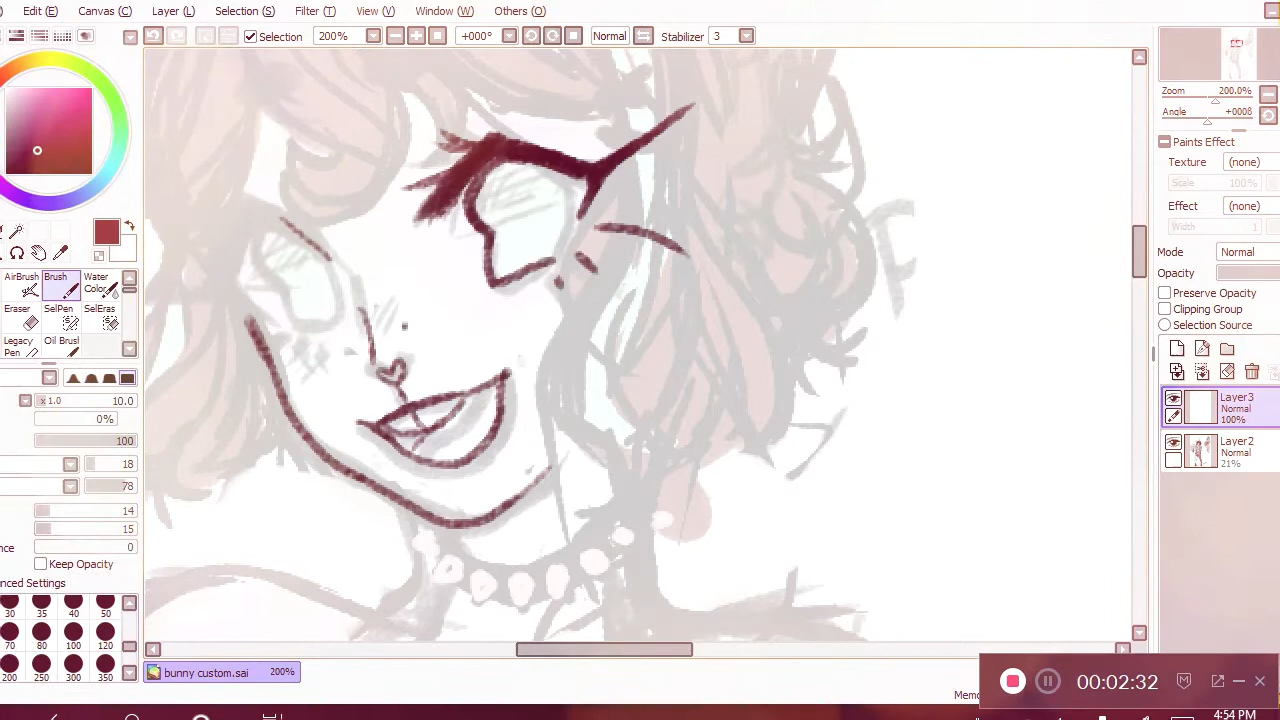 Edit (E) Canvas (C) Layer (L) Selection (S) Filter (T) View (V) Window (W) Others (O)
Selection 200% +000° Normal Stabilizer 3
Zoom 200.0%
Angle +0008
Paints Effect
Texture (none)
Scale 100%
Effect (none)
Width 1
Mode Normal
Opacity
Preserve Opacity
Clipping Group
Selection Source
AirBrush Brush Water Color
Eraser SelPen SelEras
Legacy Pen Oil Brush
x 1.0 10.0
0%
100
18
78
14
15
0
Keep Opacity
30 35 40 50
70 80 100 120
200 250 300 350
Layer3
Normal
100%
Layer2
Normal
21%
bunny custom.sai 200%
00:02:32
4:54 PM